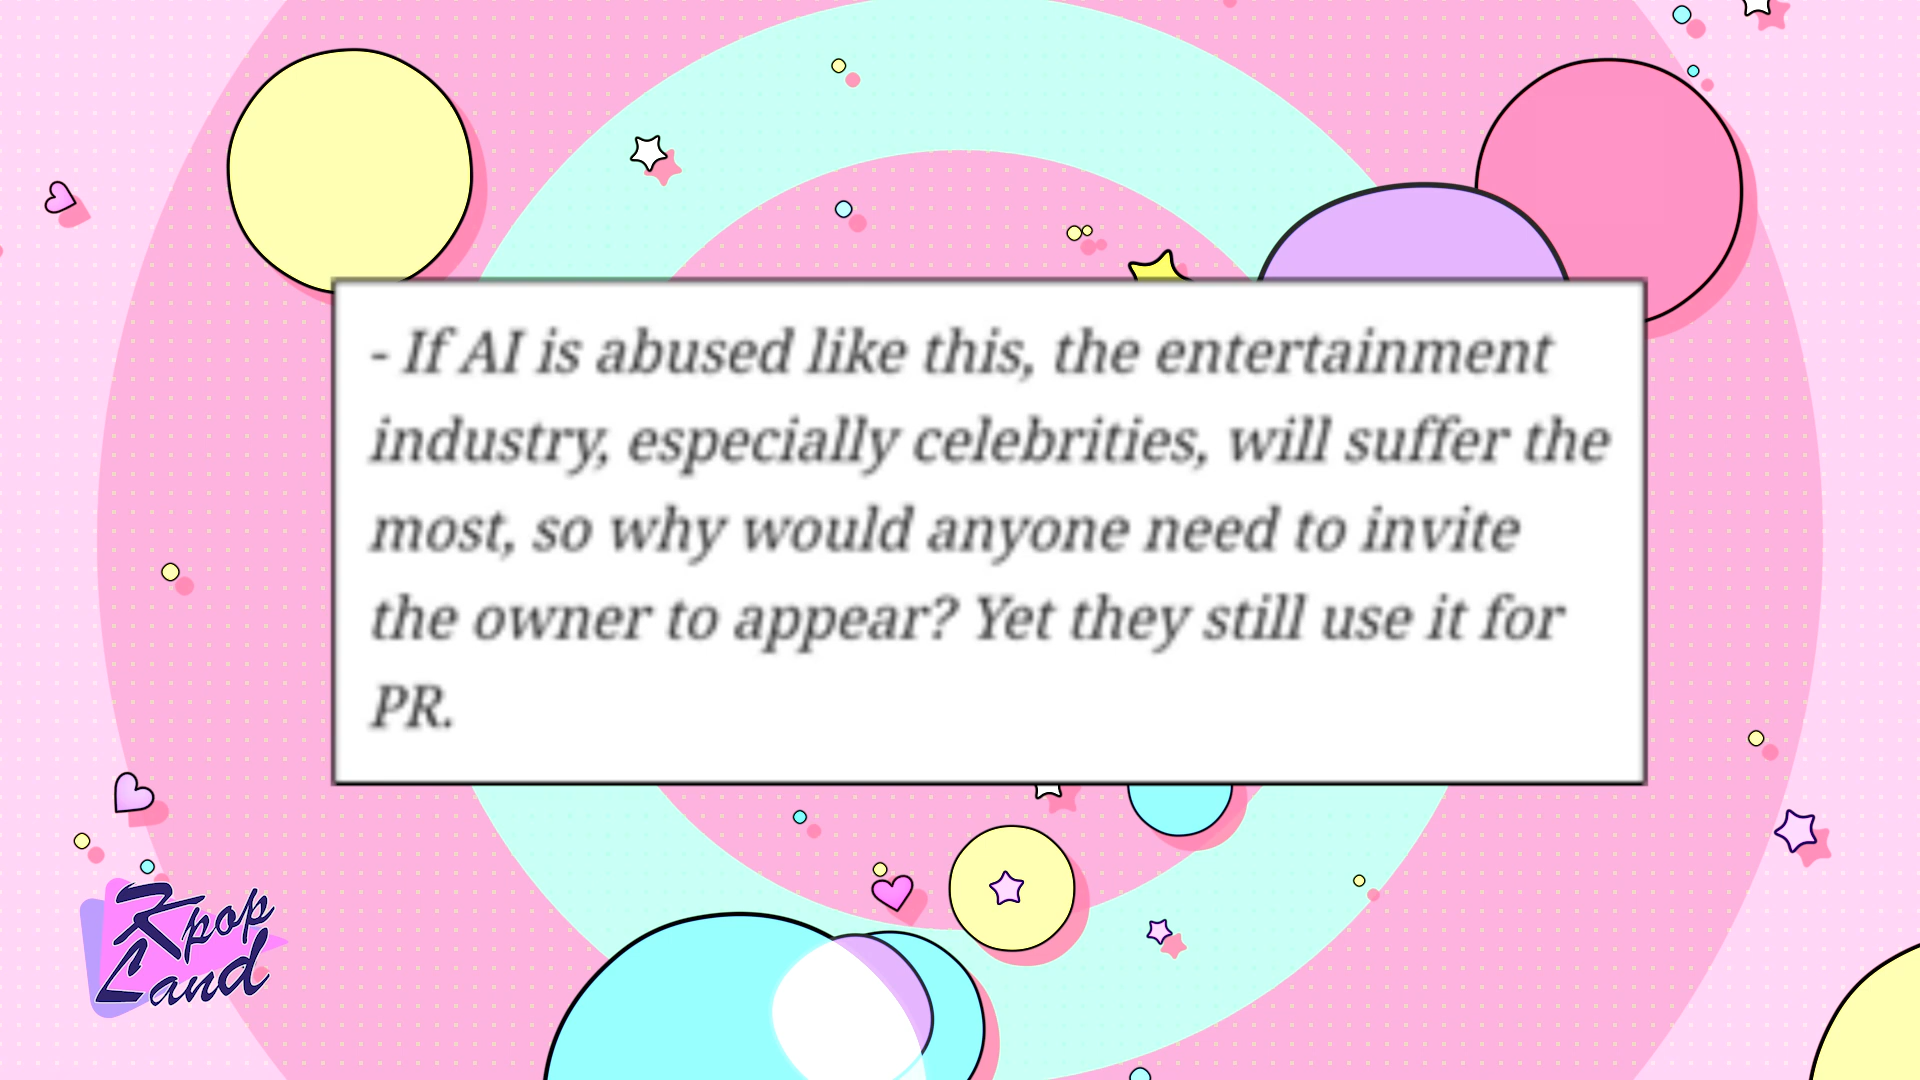 - If AI is abused like this, the entertainment
industry, especially celebrities, will suffer the
most, so why would anyone need to invite
the owner to appear? Yet they still use it for
PR.
Kpop
Land